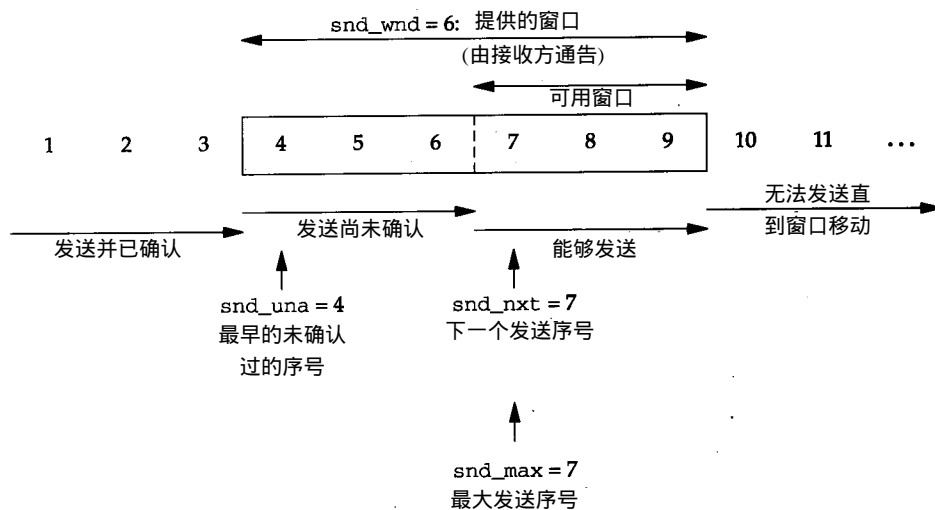 snd_wnd = 6: 提供的窗口
(由接收方通告)
可用窗口
1 2 3 4 5 6 7 8 9 10 11 ...
发送并已确认
发送尚未确认
能够发送
无法发送直
到窗口移动
snd_una = 4
最早的未确认
过的序号
snd_nxt = 7
下一个发送序号
snd_max = 7
最大发送序号